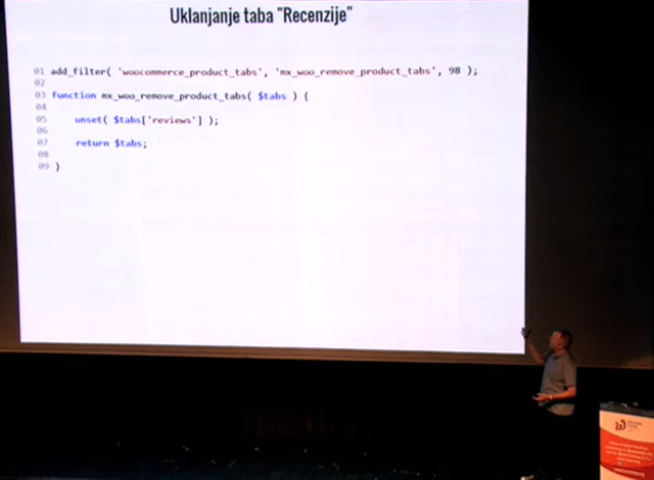 Uklanjanje taba "Recenzije"
01 add_filter( 'woocommerce_product_tabs', 'mx_woo_remove_product_tabs', 98 );
02
03 function mx_woo_remove_product_tabs( $tabs ) {
04
05 unset( $tabs['reviews'] );
06
07 return $tabs;
08
09 }